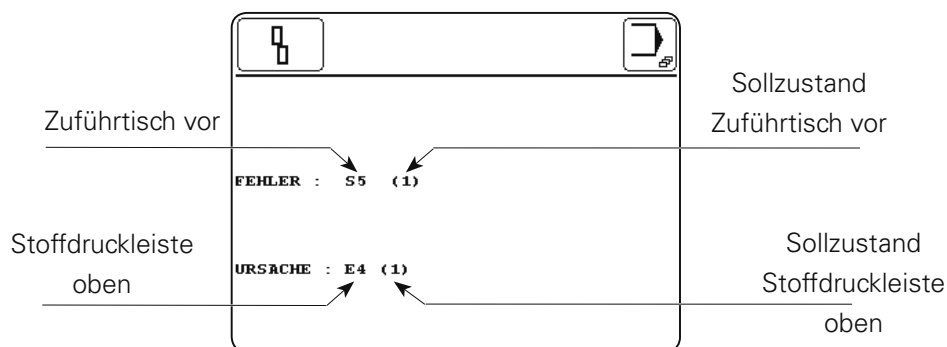 Sollzustand
Zuführtisch vor
Zuführtisch vor
FEHLER : S5 (1)
Stoffdruckleiste
oben
URSACHE : E4 (1)
Sollzustand
Stoffdruckleiste
oben